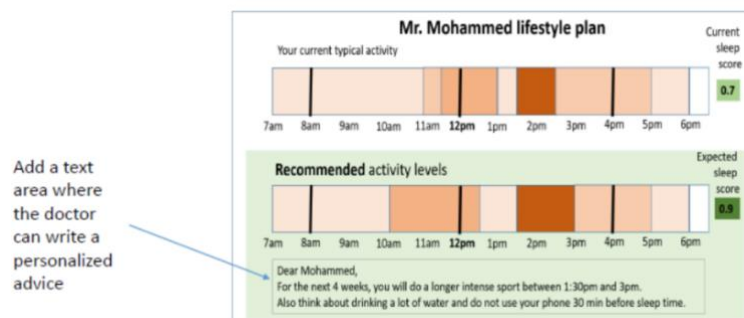 Mr. Mohammed lifestyle plan
Current
sleep
score
0.7
Your current typical activity
7am 8am 9am 10am 11am 12pm 1pm 2pm 3pm 4pm 5pm 6pm
Add a text
area where
the doctor
can write a
personalized
advice
Recommended activity levels
Expected
sleep
score
0.9
7am 8am 9am 10am 11am 12pm 1pm 2pm 3pm 4pm 5pm 6pm
Dear Mohammed,
For the next 4 weeks, you will do a longer intense sport between 1:30pm and 3pm.
Also think about drinking a lot of water and do not use your phone 30 min before sleep time.